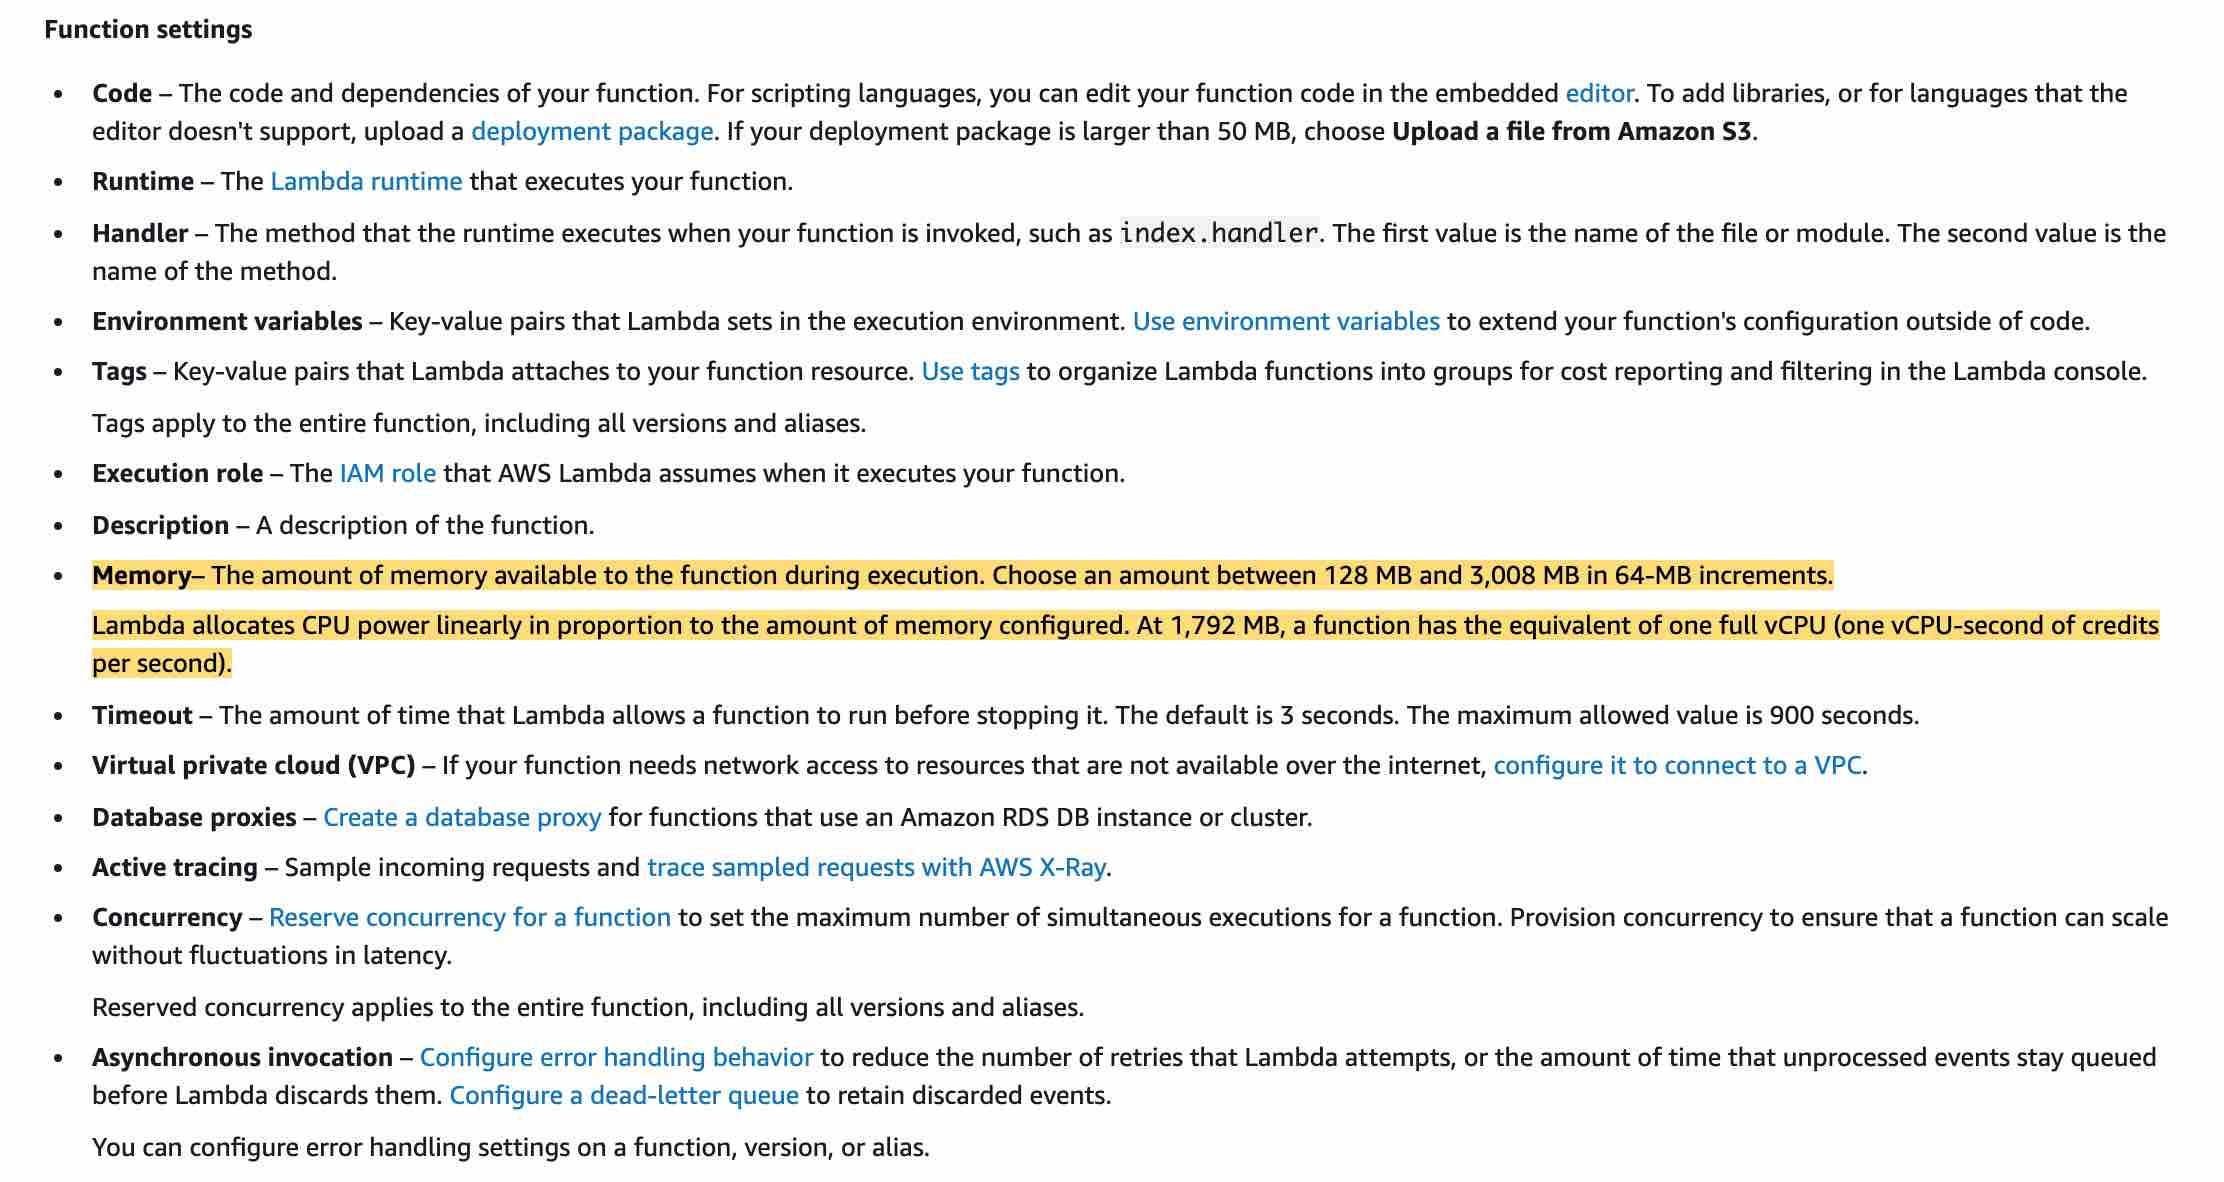 Function settings
• Code – The code and dependencies of your function. For scripting languages, you can edit your function code in the embedded editor. To add libraries, or for languages that the
editor doesn't support, upload a deployment package. If your deployment package is larger than 50 MB, choose Upload a file from Amazon S3.
• Runtime – The Lambda runtime that executes your function.
• Handler – The method that the runtime executes when your function is invoked, such as index.handler. The first value is the name of the file or module. The second value is the
name of the method.
• Environment variables – Key-value pairs that Lambda sets in the execution environment. Use environment variables to extend your function's configuration outside of code.
• Tags – Key-value pairs that Lambda attaches to your function resource. Use tags to organize Lambda functions into groups for cost reporting and filtering in the Lambda console.
Tags apply to the entire function, including all versions and aliases.
• Execution role – The IAM role that AWS Lambda assumes when it executes your function.
• Description – A description of the function.
• Memory– The amount of memory available to the function during execution. Choose an amount between 128 MB and 3,008 MB in 64-MB increments.
Lambda allocates CPU power linearly in proportion to the amount of memory configured. At 1,792 MB, a function has the equivalent of one full vCPU (one vCPU-second of credits
per second).
• Timeout – The amount of time that Lambda allows a function to run before stopping it. The default is 3 seconds. The maximum allowed value is 900 seconds.
• Virtual private cloud (VPC) – If your function needs network access to resources that are not available over the internet, configure it to connect to a VPC.
• Database proxies – Create a database proxy for functions that use an Amazon RDS DB instance or cluster.
• Active tracing – Sample incoming requests and trace sampled requests with AWS X-Ray.
• Concurrency – Reserve concurrency for a function to set the maximum number of simultaneous executions for a function. Provision concurrency to ensure that a function can scale
without fluctuations in latency.
Reserved concurrency applies to the entire function, including all versions and aliases.
• Asynchronous invocation – Configure error handling behavior to reduce the number of retries that Lambda attempts, or the amount of time that unprocessed events stay queued
before Lambda discards them. Configure a dead-letter queue to retain discarded events.
You can configure error handling settings on a function, version, or alias.